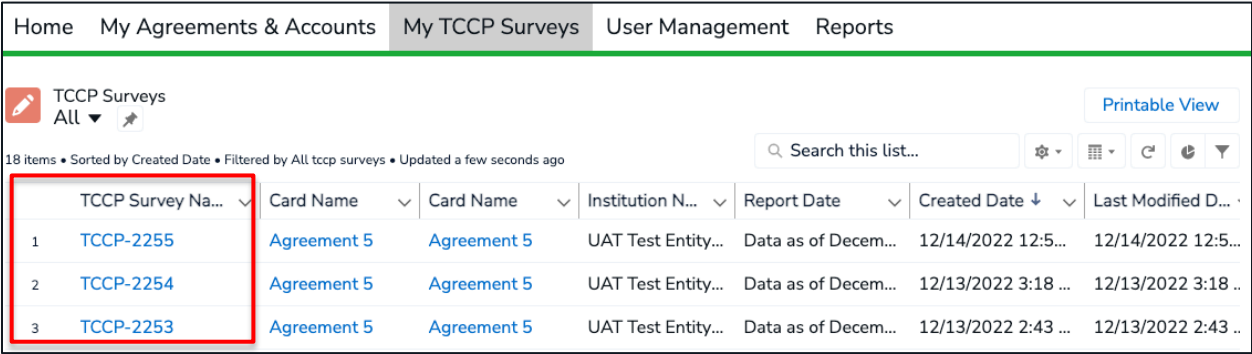 Home My Agreements & Accounts My TCCP Surveys User Management Reports
TCCP Surveys
All
Printable View
18 items • Sorted by Created Date • Filtered by All tccp surveys • Updated a few seconds ago
Search this list...
TCCP Survey Na... Card Name Card Name Institution N... Report Date Created Date Last Modified D...
1 TCCP-2255 Agreement 5 Agreement 5 UAT Test Entity... Data as of Decem... 12/14/2022 12:5... 12/14/2022 12:5...
2 TCCP-2254 Agreement 5 Agreement 5 UAT Test Entity... Data as of Decem... 12/13/2022 3:18 ... 12/13/2022 3:18 ..
3 TCCP-2253 Agreement 5 Agreement 5 UAT Test Entity... Data as of Decem... 12/13/2022 2:43 ... 12/13/2022 2:43 ..